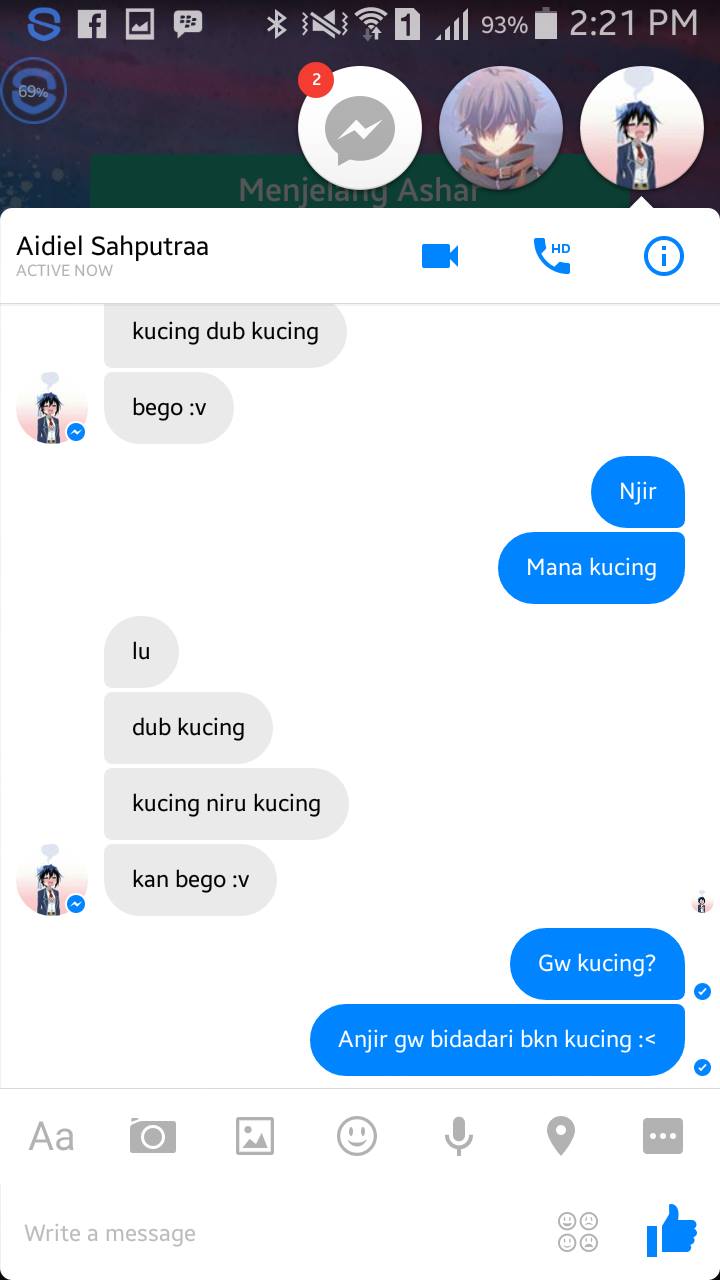 1
93%
2:21 PM
69%
2
Menjelang Ashar
Aidiel Sahputraa
ACTIVE NOW
HD
kucing dub kucing
bego :v
Njir
Mana kucing
lu
dub kucing
kucing niru kucing
kan bego :v
Gw kucing?
Anjir gw bidadari bkn kucing :<
Aa
Write a message